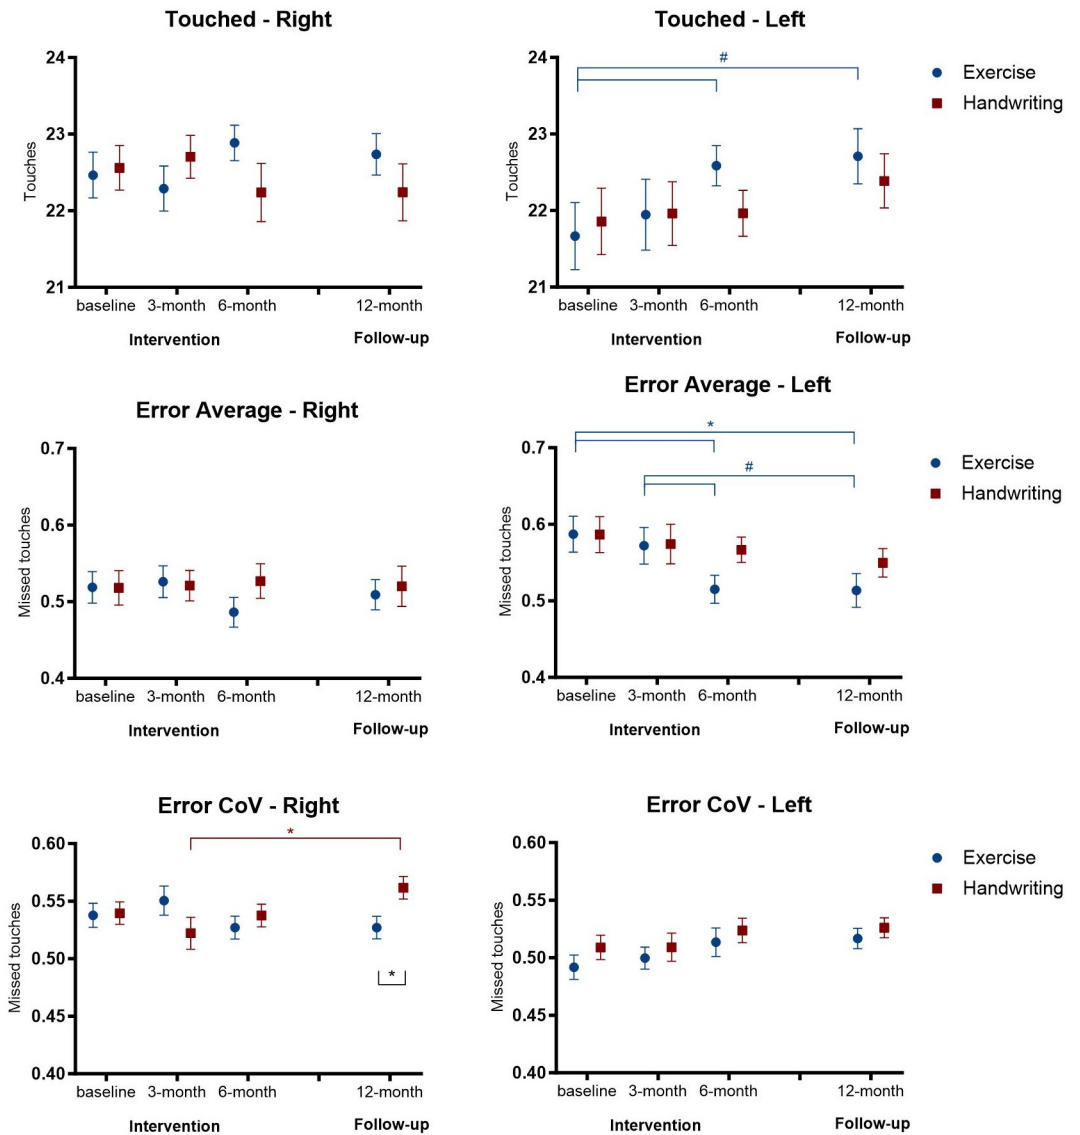 Touched - Right
Touches
24
23
22
21
baseline 3-month 6-month 12-month
Intervention Follow-up
Touched - Left
Touches
24
23
22
21
#
baseline 3-month 6-month 12-month
Intervention Follow-up
Exercise
Handwriting
Error Average - Right
Missed touches
0.7
0.6
0.5
0.4
baseline 3-month 6-month 12-month
Intervention Follow-up
Error Average - Left
Missed touches
0.7
0.6
0.5
0.4
*
#
baseline 3-month 6-month 12-month
Intervention Follow-up
Exercise
Handwriting
Error CoV - Right
Missed touches
0.60
0.55
0.50
0.45
0.40
*
*
baseline 3-month 6-month 12-month
Intervention Follow-up
Error CoV - Left
Missed touches
0.60
0.55
0.50
0.45
0.40
baseline 3-month 6-month 12-month
Intervention Follow-up
Exercise
Handwriting